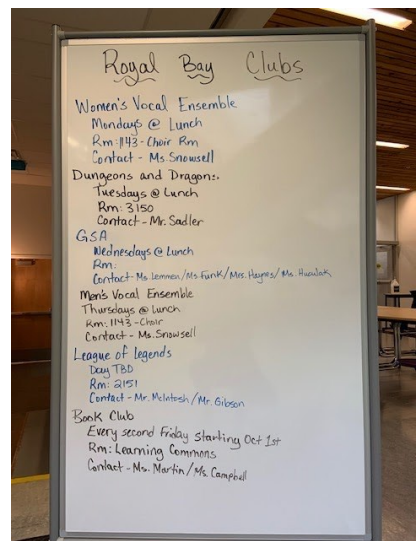 Royal Bay Clubs
Women's Vocal Ensemble
Mondays @ Lunch
Rm: 1143 - Choir Rm
Contact - Ms. Snowsell
Dungeons and Dragons:.
Tuesdays @ Lunch
Rm: 3150
Contact - Mr. Sadler
GSA
Wednesdays @ Lunch
Rm:
Contact - Ms. Lemmen / Ms. Funk / Mrs. Haynes / Ms.
Men's Vocal Ensemble
Thursdays @ Lunch
Rm: 1143 - Choir
Contact - Ms. Snowsell
League of legends
Day TBD
Rm: 2151
Contact - Mr. McIntosh / Mr. Gibson
Book Club
Every second Friday starting Oct 1st
Rm: Learning Commons
Contact - Ms. Martin / Ms. Campbell